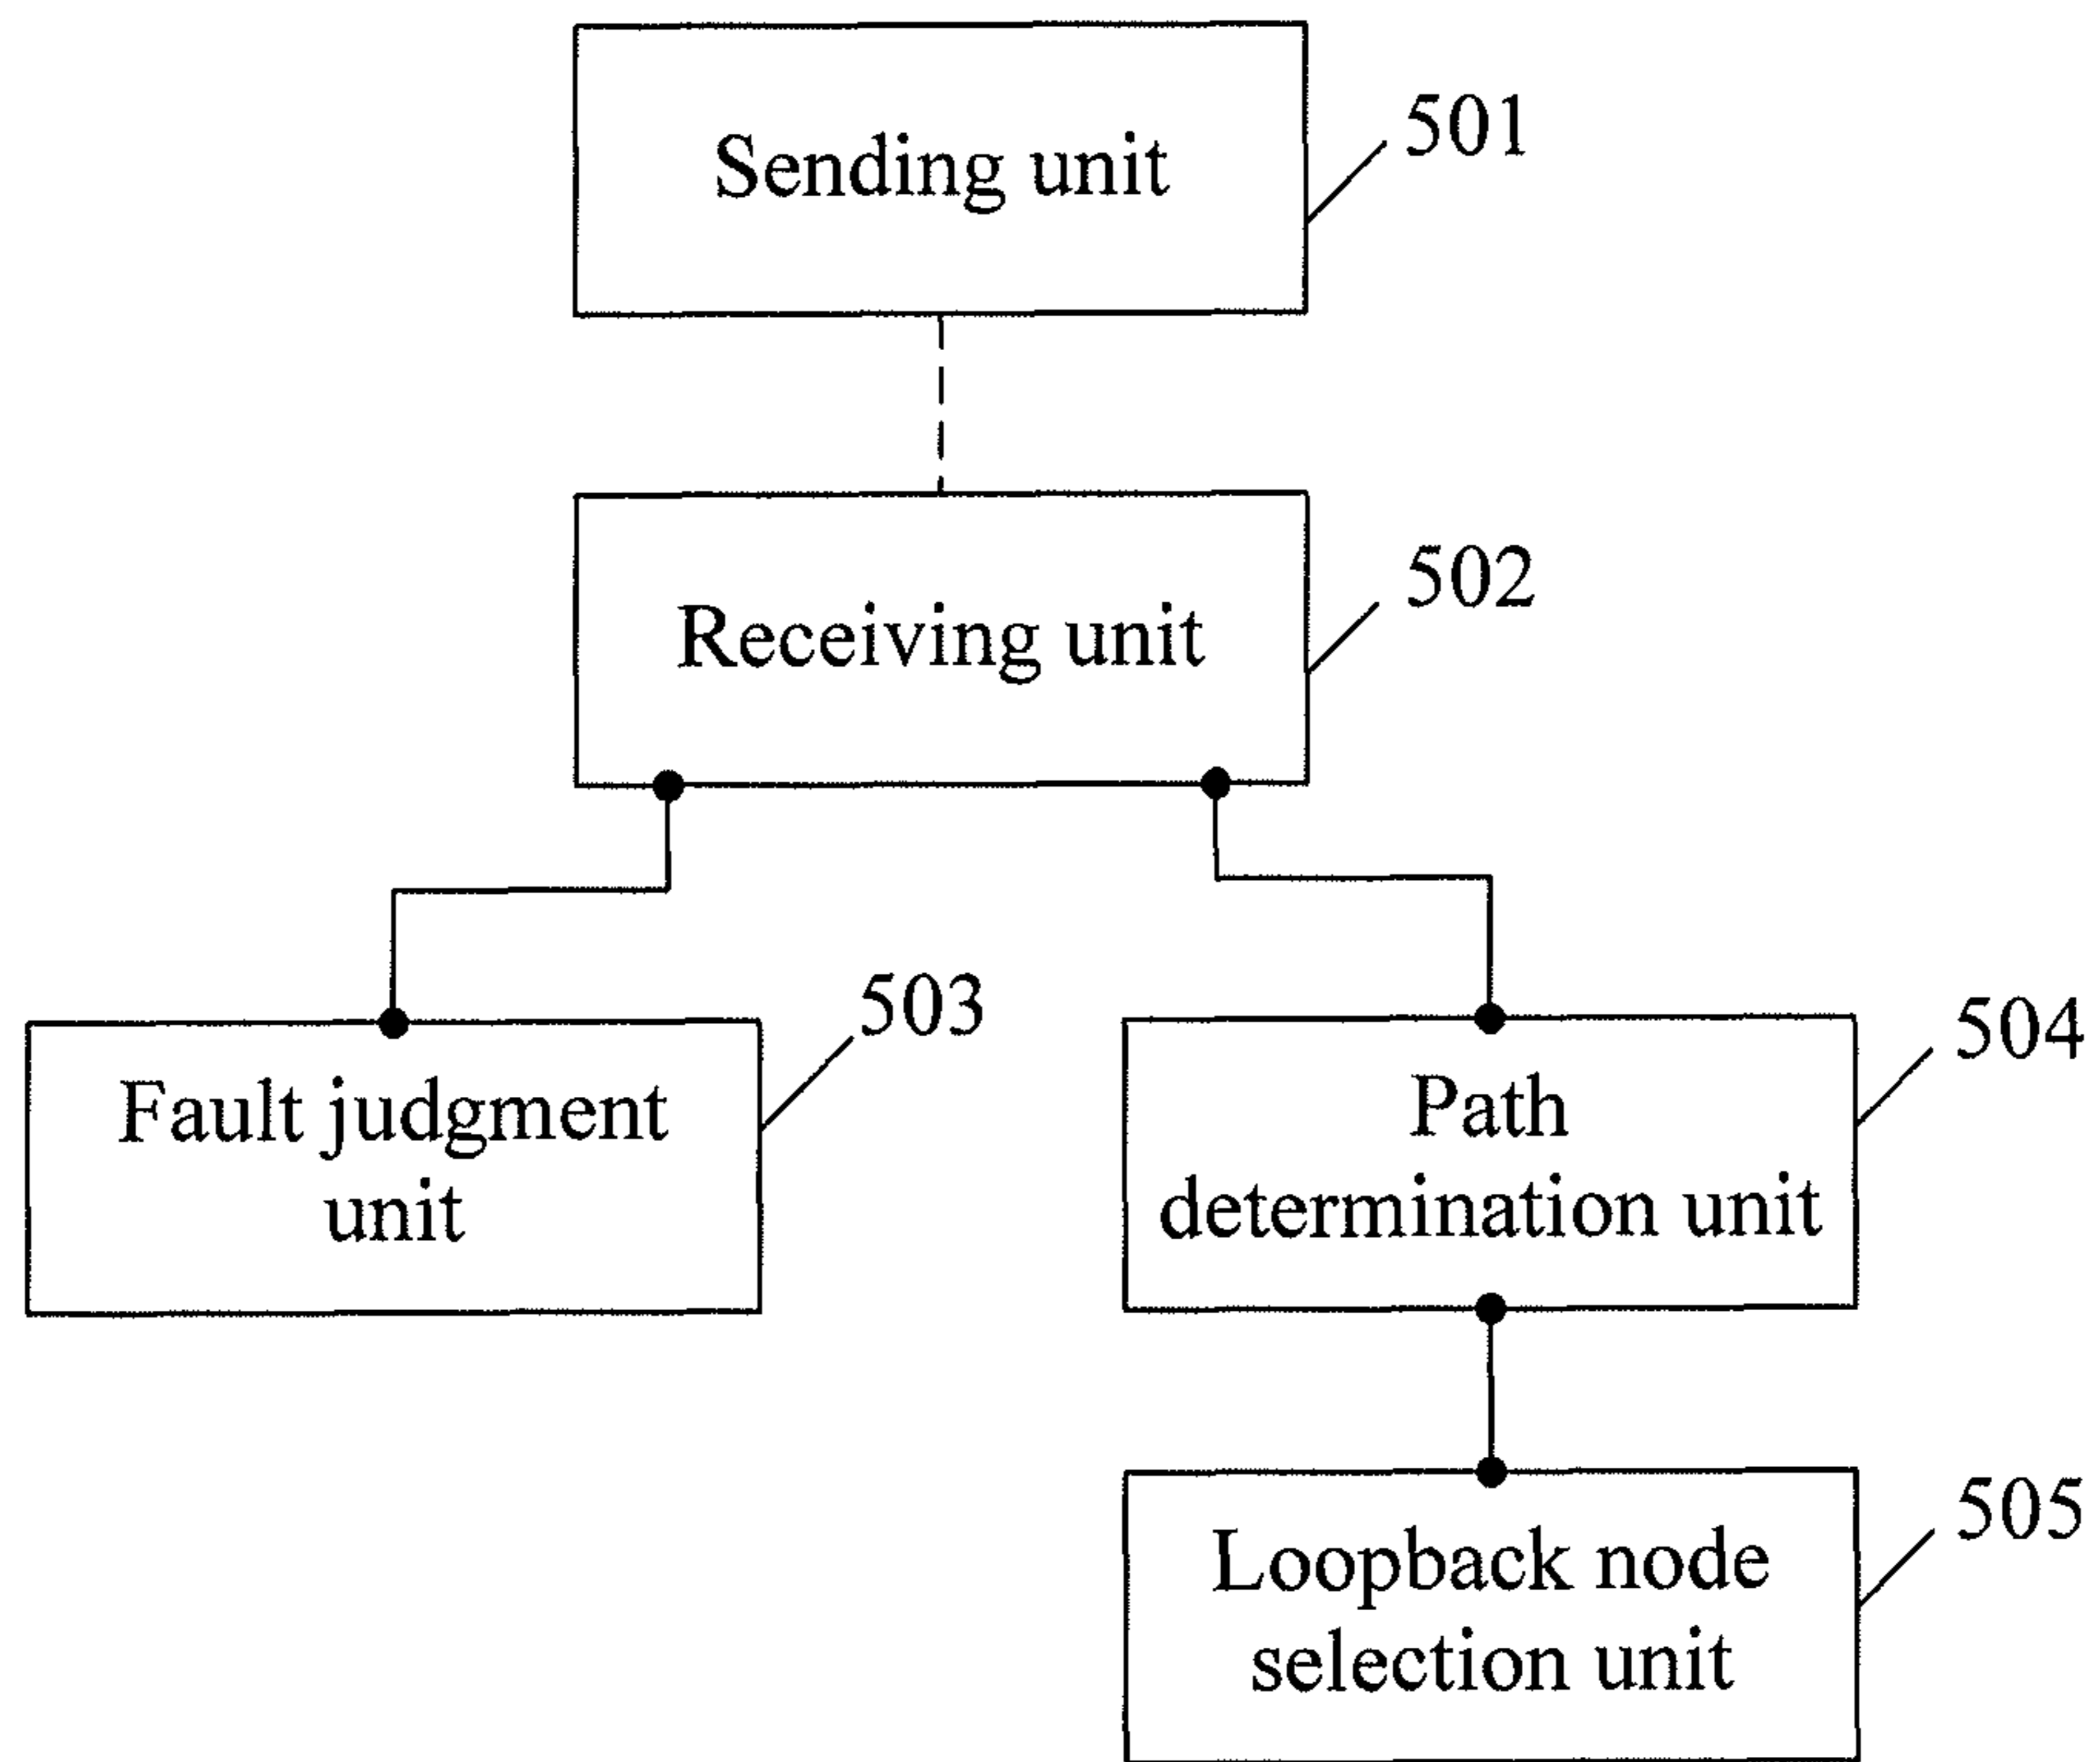 Sending unit
501
Receiving unit
502
Fault judgment
unit
503
Path
determination unit
504
Loopback node
selection unit
505